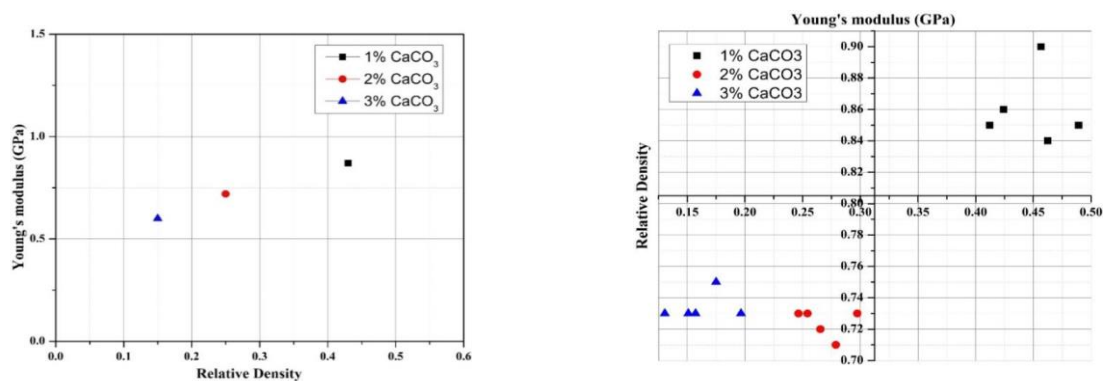 1.5
1.0
0.5
0.0
Young's modulus (GPa)
1% CaCO₃
2% CaCO₃
3% CaCO₃
0.0 0.1 0.2 0.3 0.4 0.5 0.6
Relative Density
Young's modulus (GPa)
1% CaCO3
2% CaCO3
3% CaCO3
Relative Density
0.90
0.88
0.86
0.84
0.83
0.82
0.80
0.15 0.20 0.25 0.30 0.40 0.45 0.50
0.78
0.76
0.74
0.73
0.72
0.70